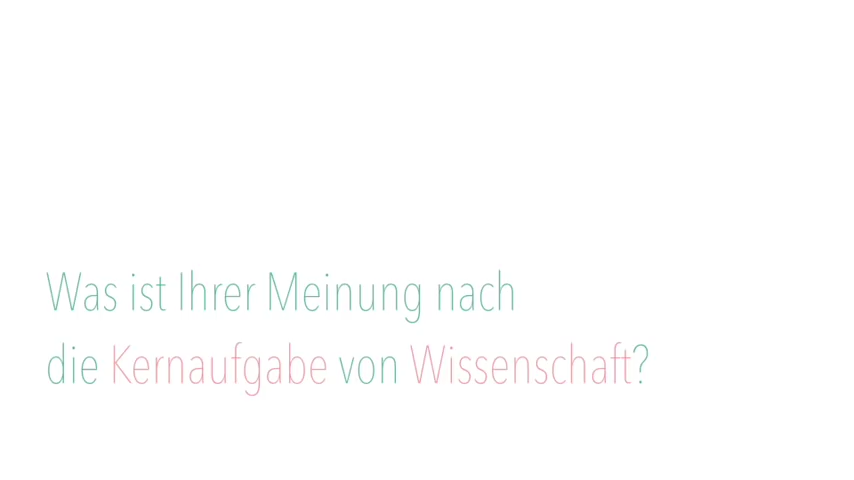 Was ist Ihrer Meinung nach
die Kernaufgabe von Wissenschaft?